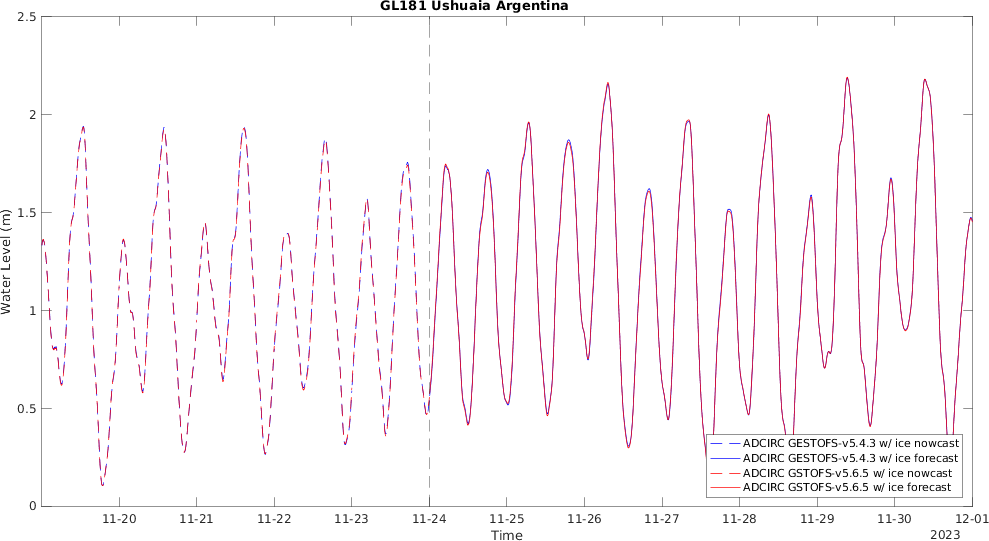 GL181 Ushuaia Argentina
2.5
2
1.5
1
0.5
0
Water Level (m)
ADCIRC GESTOFS-v5.4.3 w/ ice nowcast
ADCIRC GESTOFS-v5.4.3 w/ ice forecast
ADCIRC GSTOFS-v5.6.5 w/ ice nowcast
ADCIRC GSTOFS-v5.6.5 w/ ice forecast
11-20 11-21 11-22 11-23 11-24 11-25 11-26 11-27 11-28 11-29 11-30 12-01
Time
2023